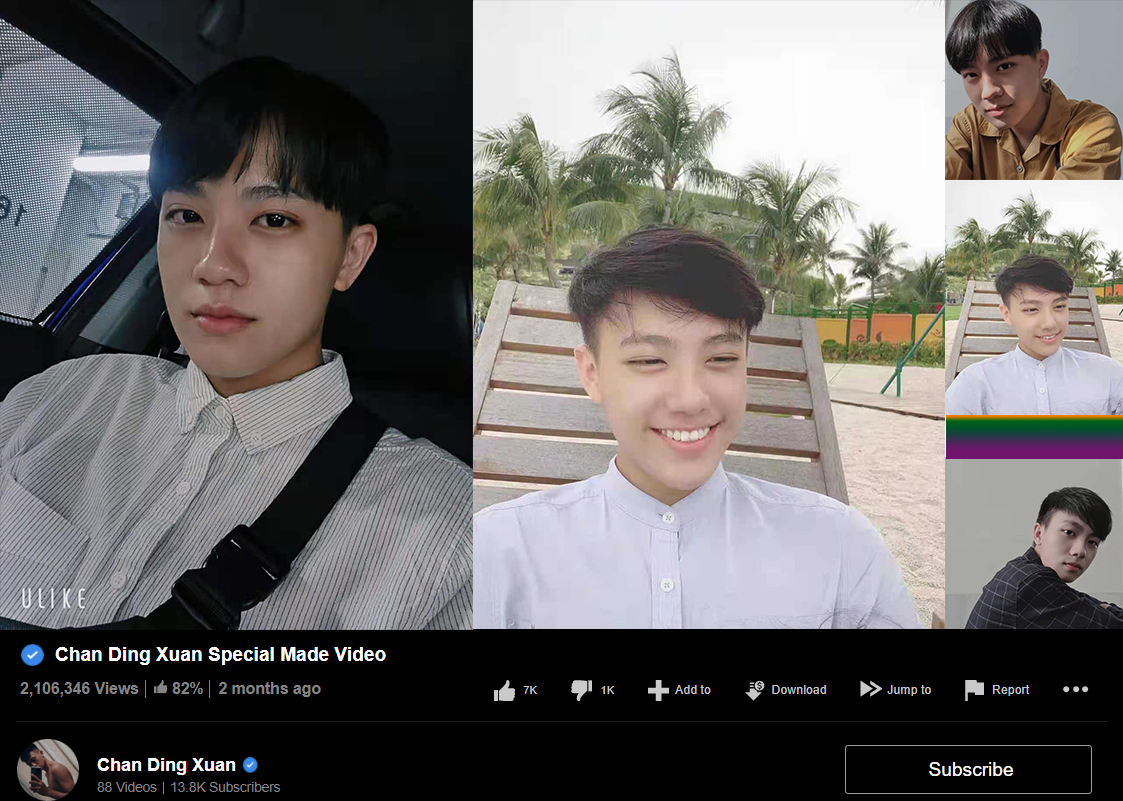 ULIKE
Chan Ding Xuan Special Made Video
2,106,346 Views | 82% | 2 months ago
7K
1K
Add to
Download
Jump to
Report
Chan Ding Xuan
88 Videos | 13.8K Subscribers
Subscribe